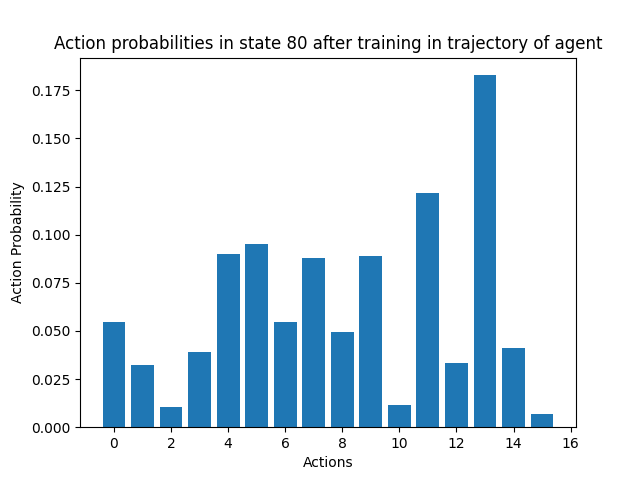 Action probabilities in state 80 after training in trajectory of agent
0.175
0.150
0.125
0.100
0.075
0.050
0.025
0.000
Action Probability
0 2 4 6 8 10 12 14 16
Actions